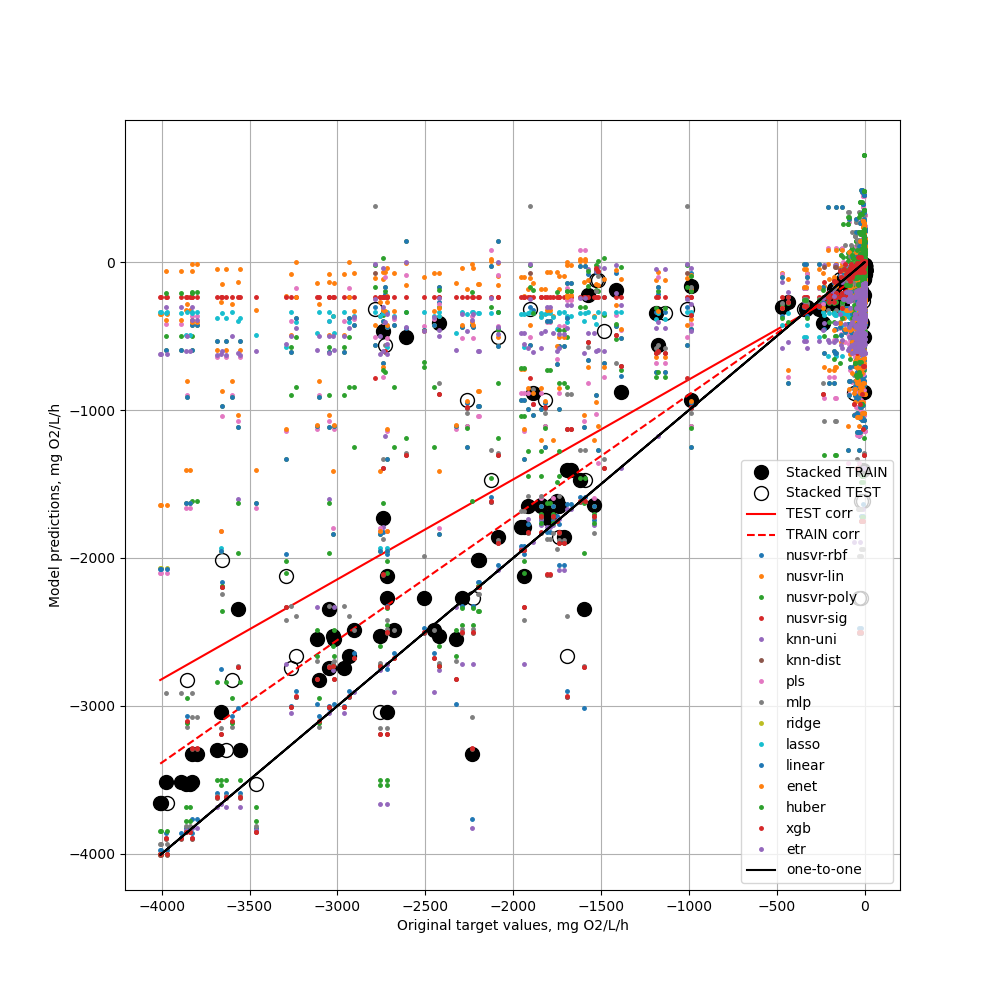 0
−1000
−2000
−3000
−4000
Model predictions, mg O2/L/h
−4000 −3500 −3000 −2500 −2000 −1500 −1000 −500 0
Original target values, mg O2/L/h
Stacked TRAIN
Stacked TEST
TEST corr
TRAIN corr
nusvr-rbf
nusvr-lin
nusvr-poly
nusvr-sig
knn-uni
knn-dist
pls
mlp
ridge
lasso
linear
enet
huber
xgb
etr
one-to-one